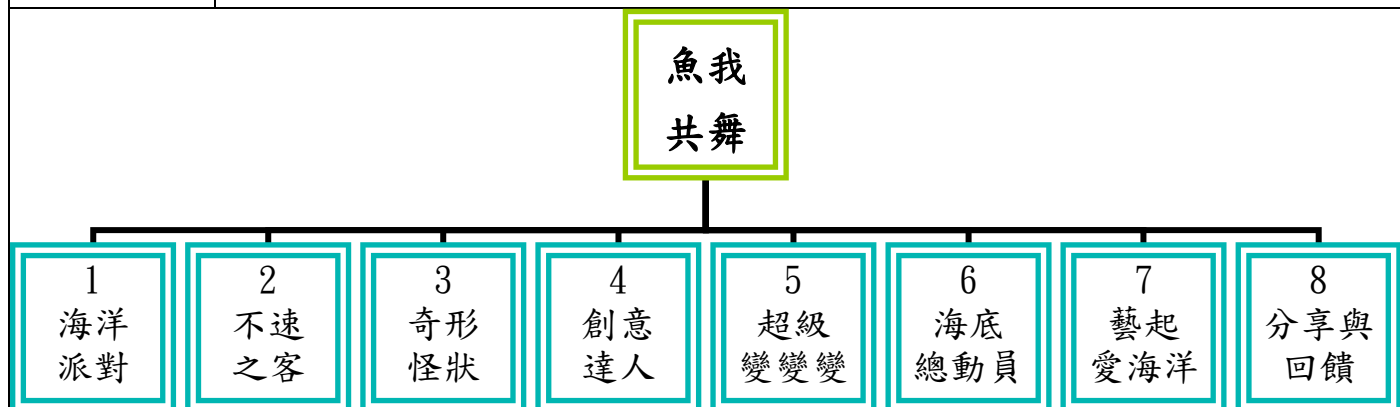 魚我
共舞
1
海洋
派對
2
不速
之客
3
奇形
怪狀
4
創意
達人
5
超級
變變變
6
海底
總動員
7
藝起
愛海洋
8
分享與
回饋